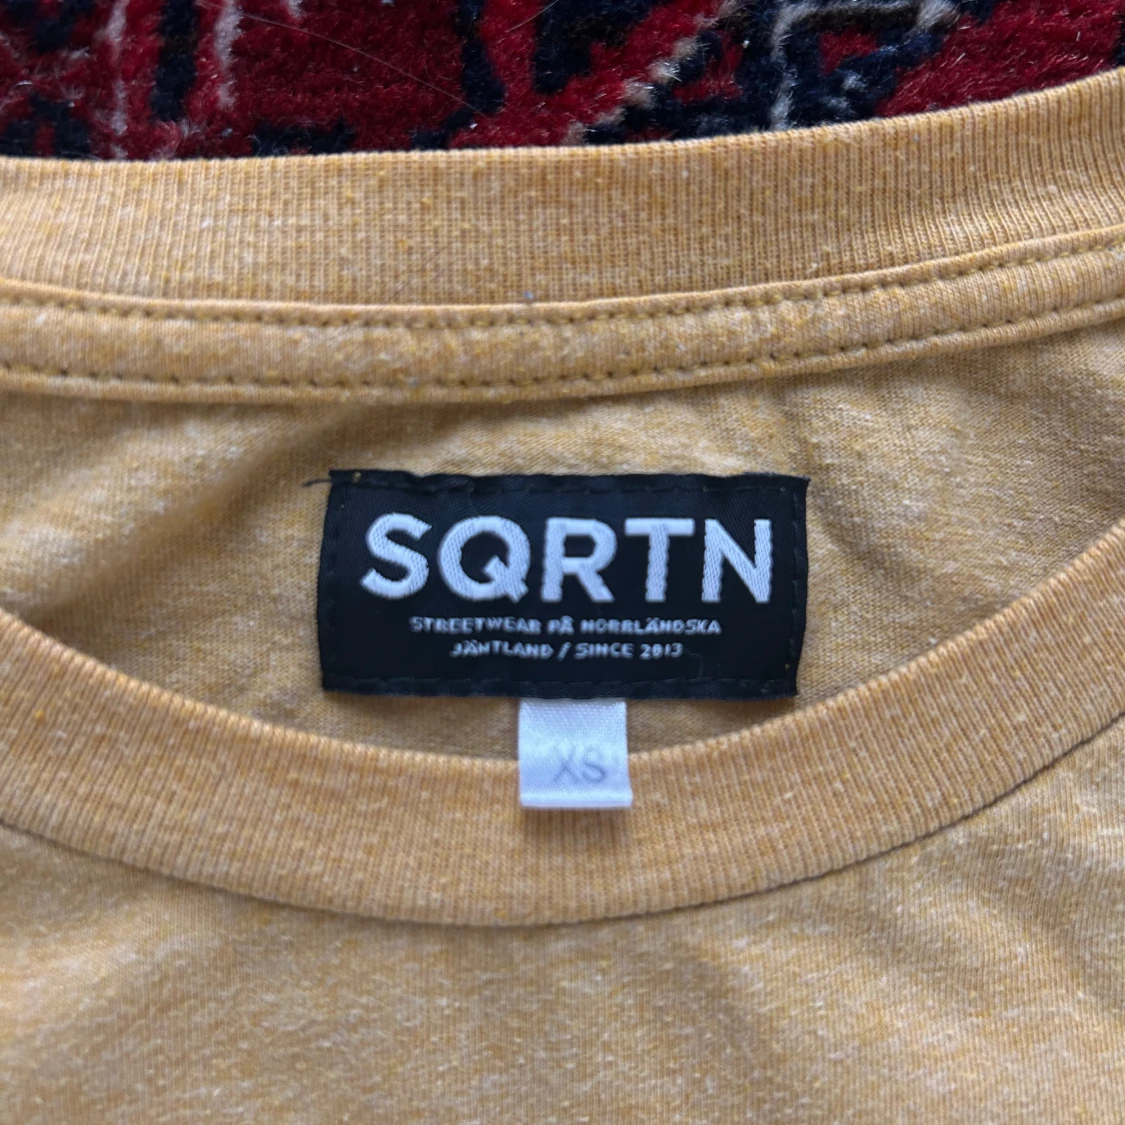 SQRTN
STREETWEAR PÅ NORRLÄNDSKA
JÄMTLAND / SINCE 2013
XS